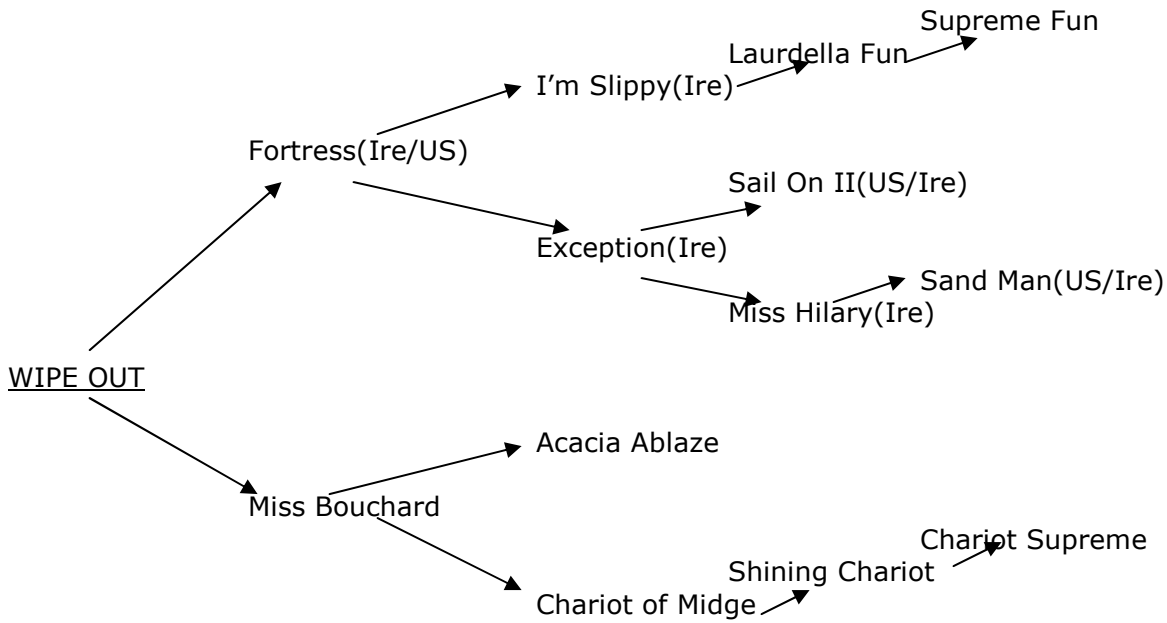 Supreme Fun
Laurdella Fun
I’m Slippy(Ire)
Fortress(Ire/US)
Sail On II(US/Ire)
Exception(Ire)
Sand Man(US/Ire)
Miss Hilary(Ire)
WIPE OUT
Acacia Ablaze
Miss Bouchard
Chariot Supreme
Shining Chariot
Chariot of Midge